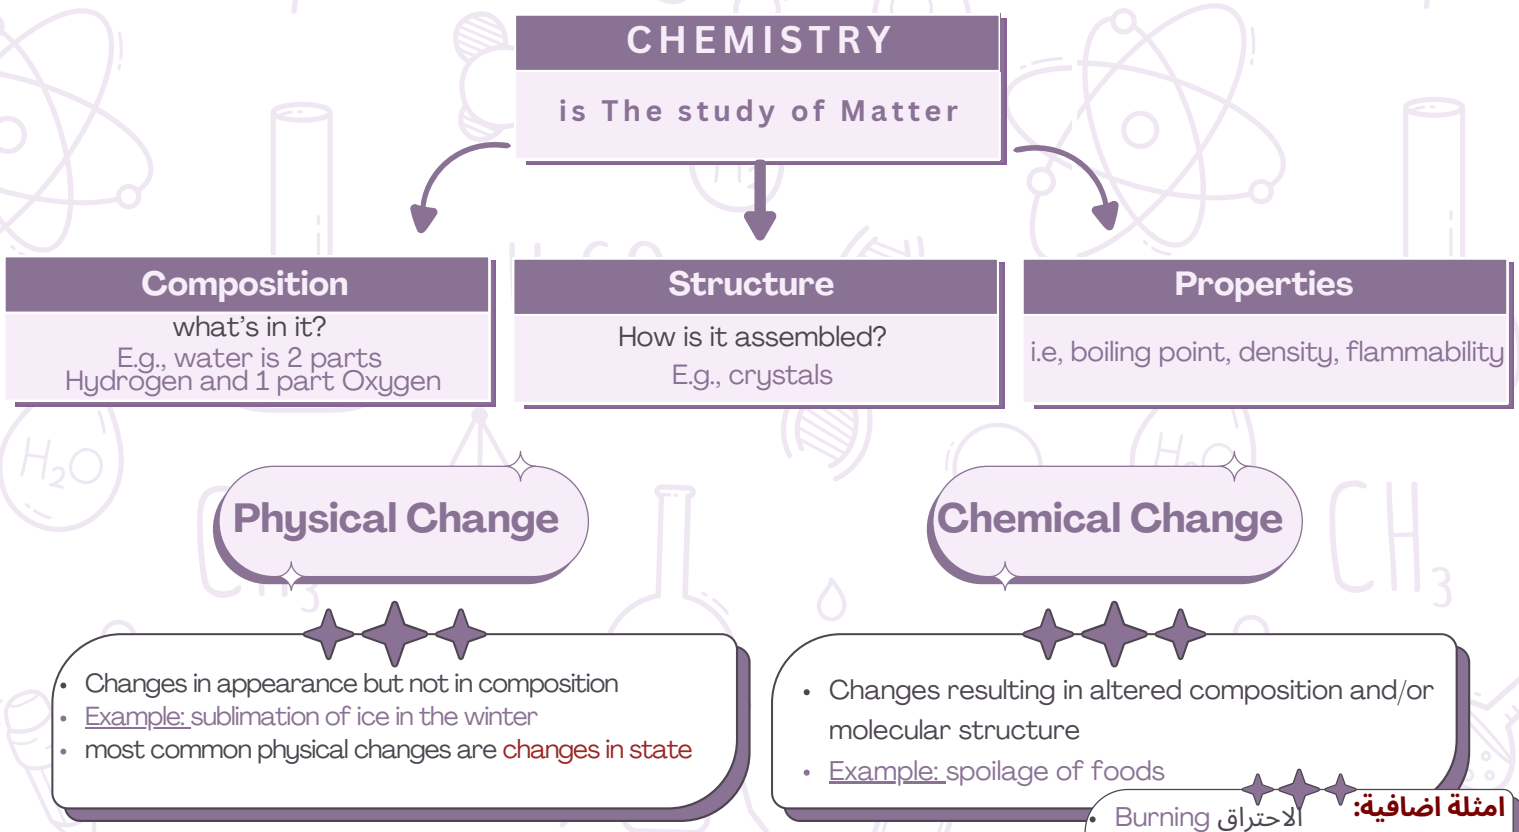 CHEMISTRY
is The study of Matter
Composition
what's in it?
E.g., water is 2 parts
Hydrogen and 1 part Oxygen
Structure
How is it assembled?
E.g., crystals
Properties
i.e, boiling point, density, flammability
H₂O
CH₃
Physical Change
• Changes in appearance but not in composition
• Example: sublimation of ice in the winter
• most common physical changes are changes in state
Chemical Change
• Changes resulting in altered composition and/or
molecular structure
• Example: spoilage of foods
امثلة اضافية:
• Burning الاحتراق